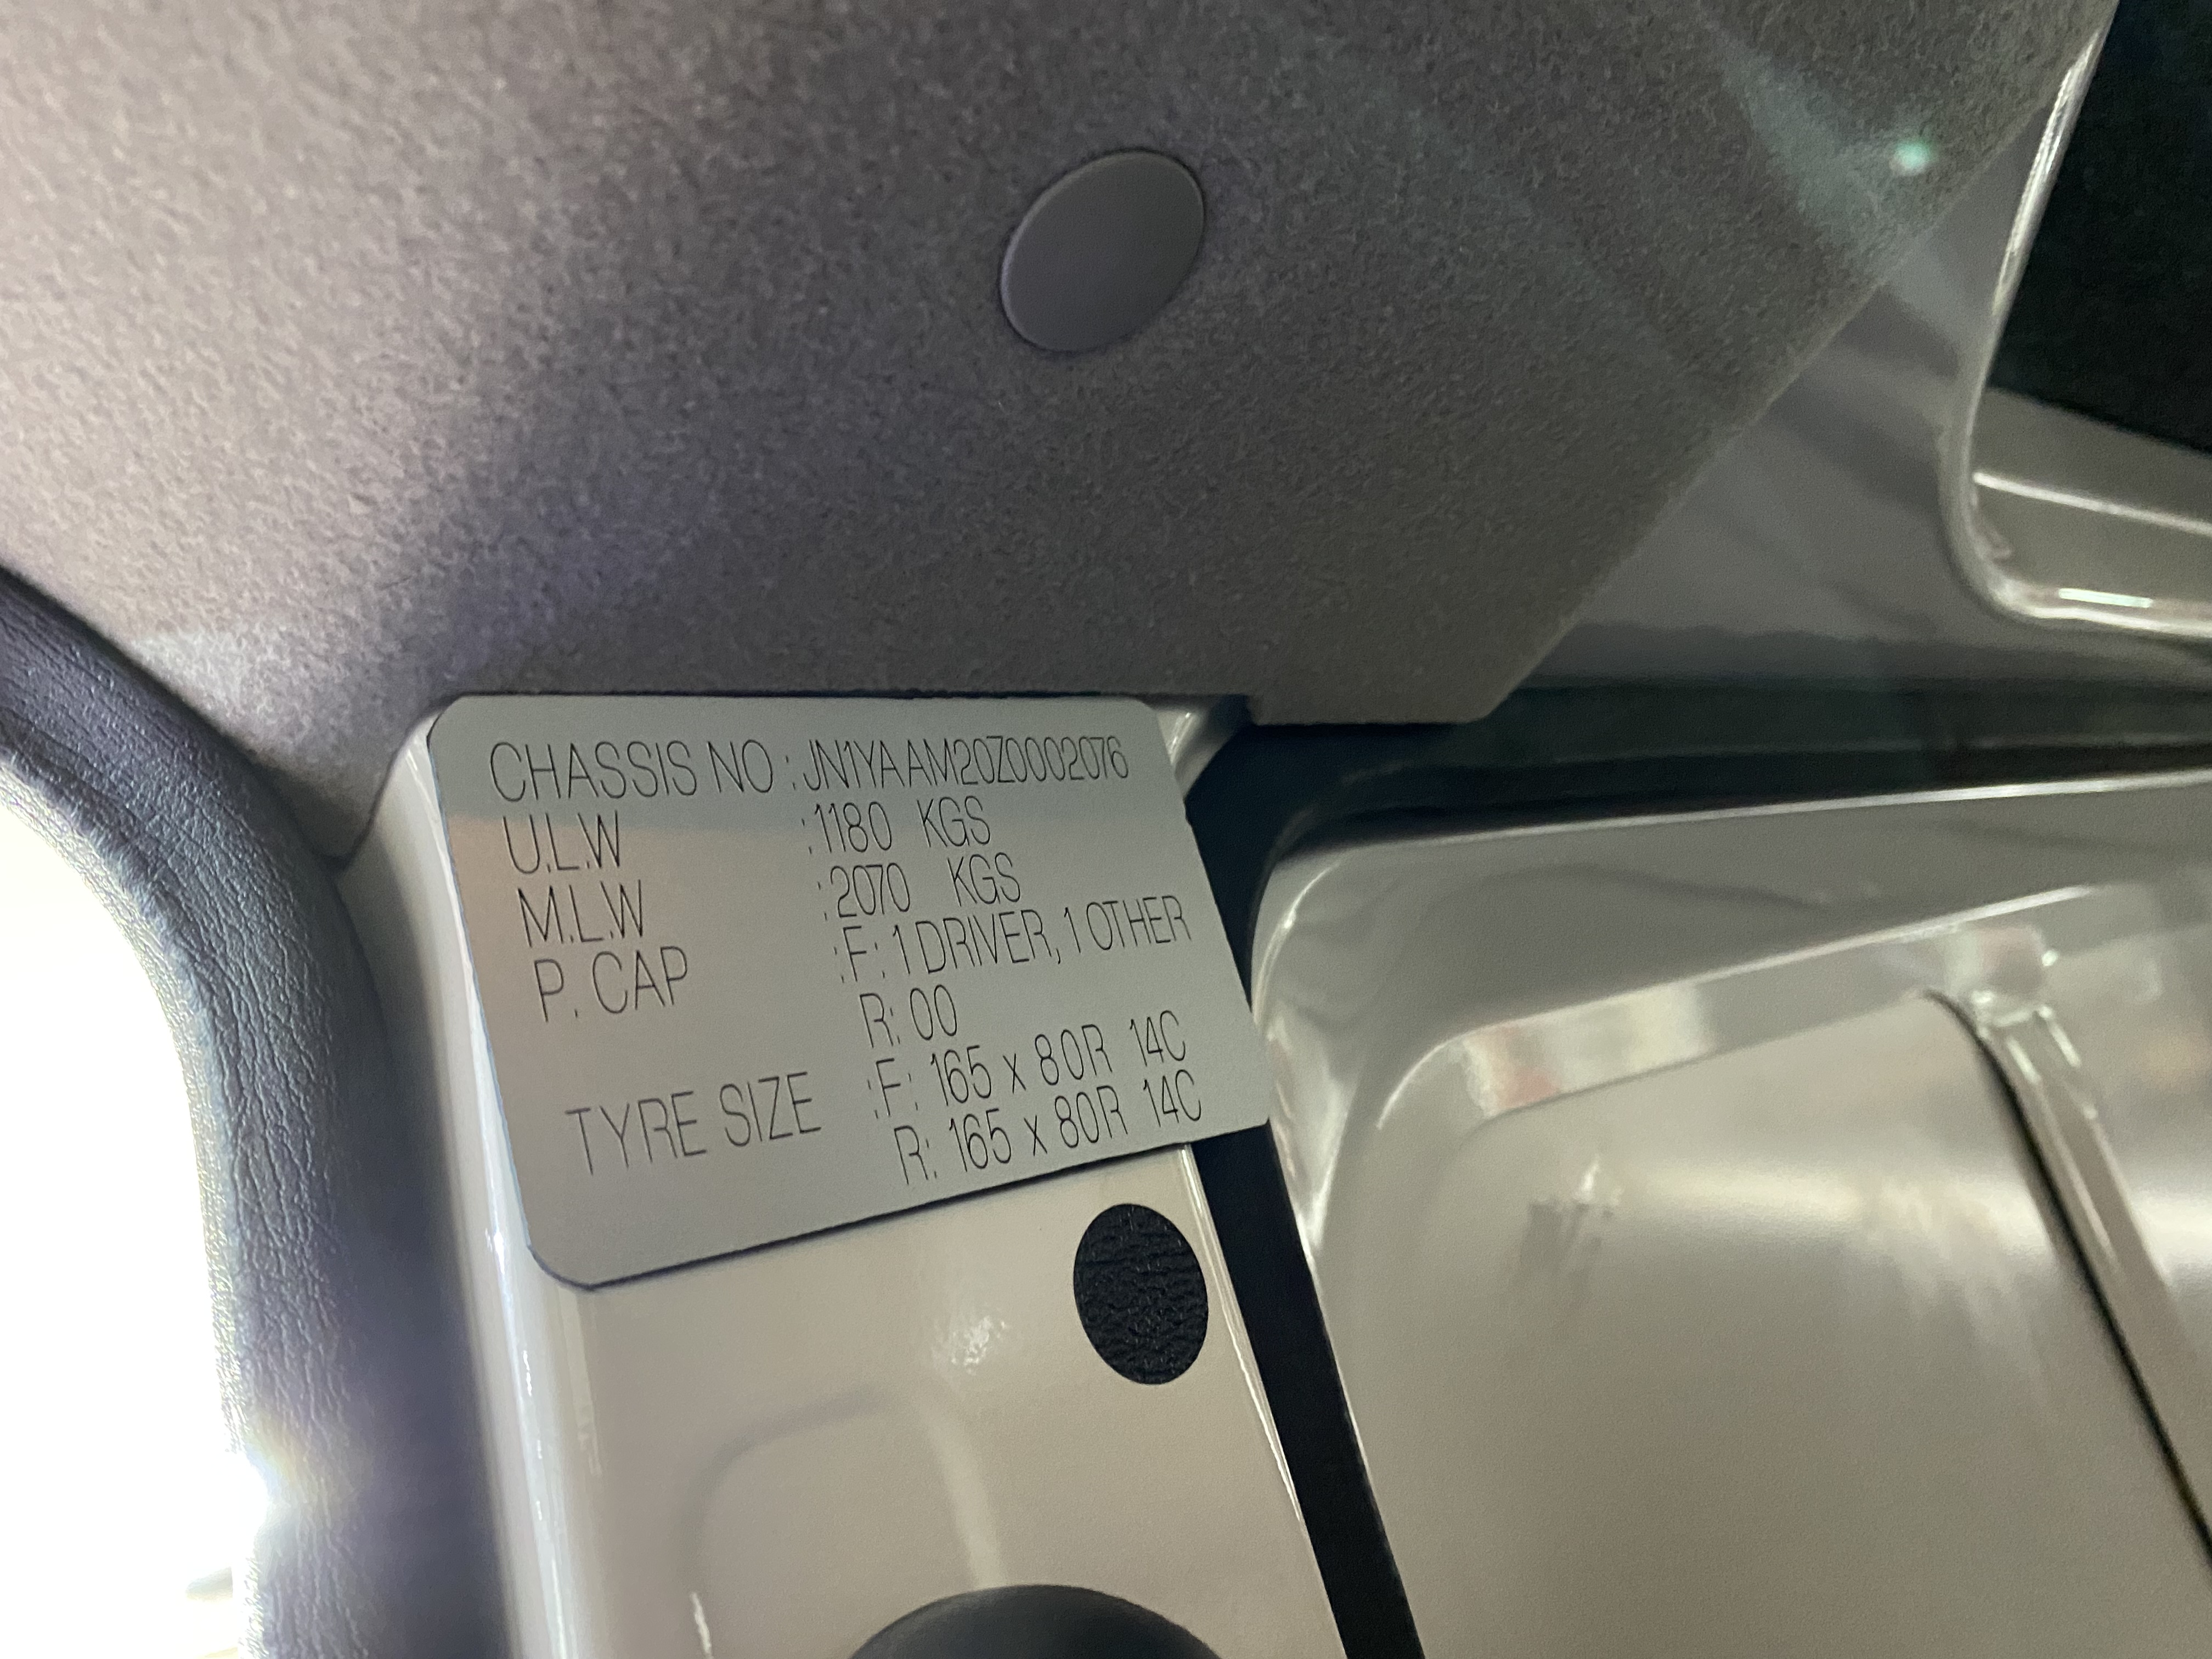 CHASSIS NO : JN1YAAM20Z0002076
U.L.W :1180 KGS
M.L.W :2070 KGS
P. CAP :F: 1 DRIVER, 1 OTHER
R: 00
TYRE SIZE :F: 165 x 80R 14C
R: 165 x 80R 14C